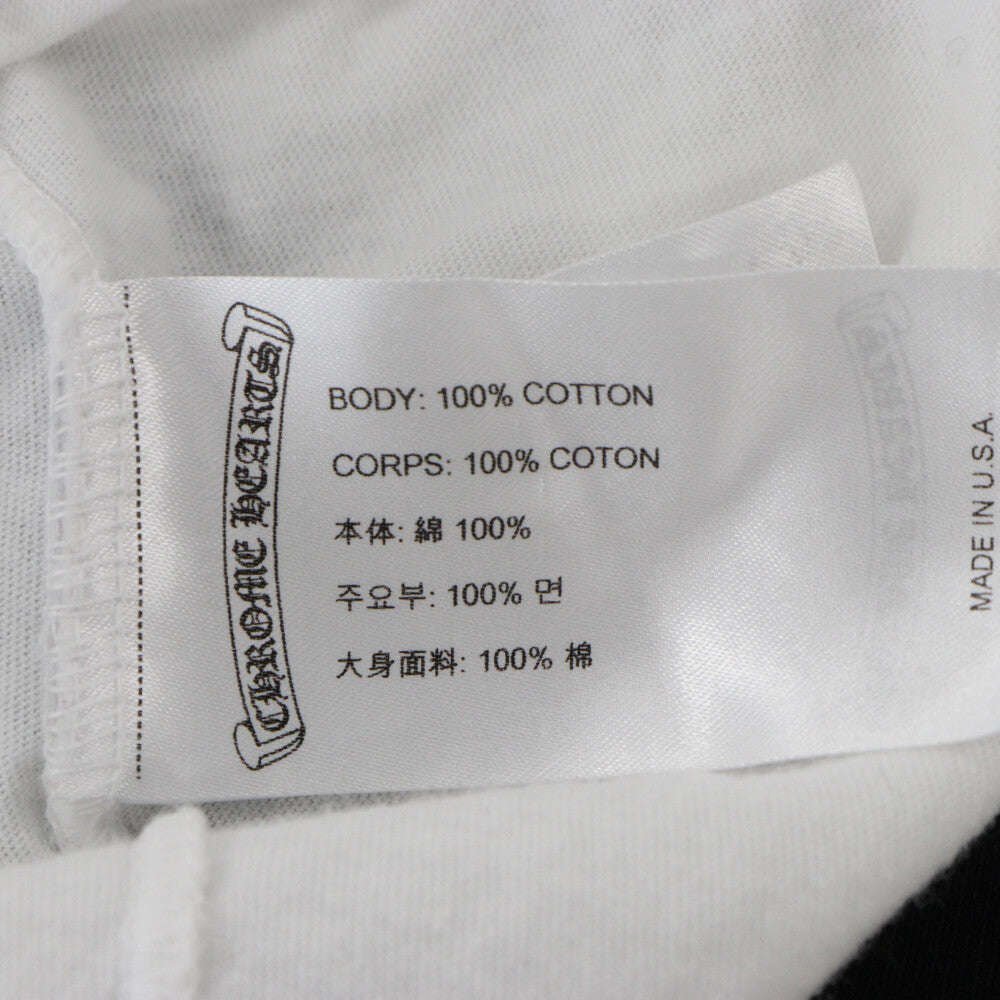 CHROME HEARTS
BODY: 100% COTTON
CORPS: 100% COTON
本体: 綿 100%
주요부: 100% 면
大身面料: 100% 棉
MADE IN U.S.A.